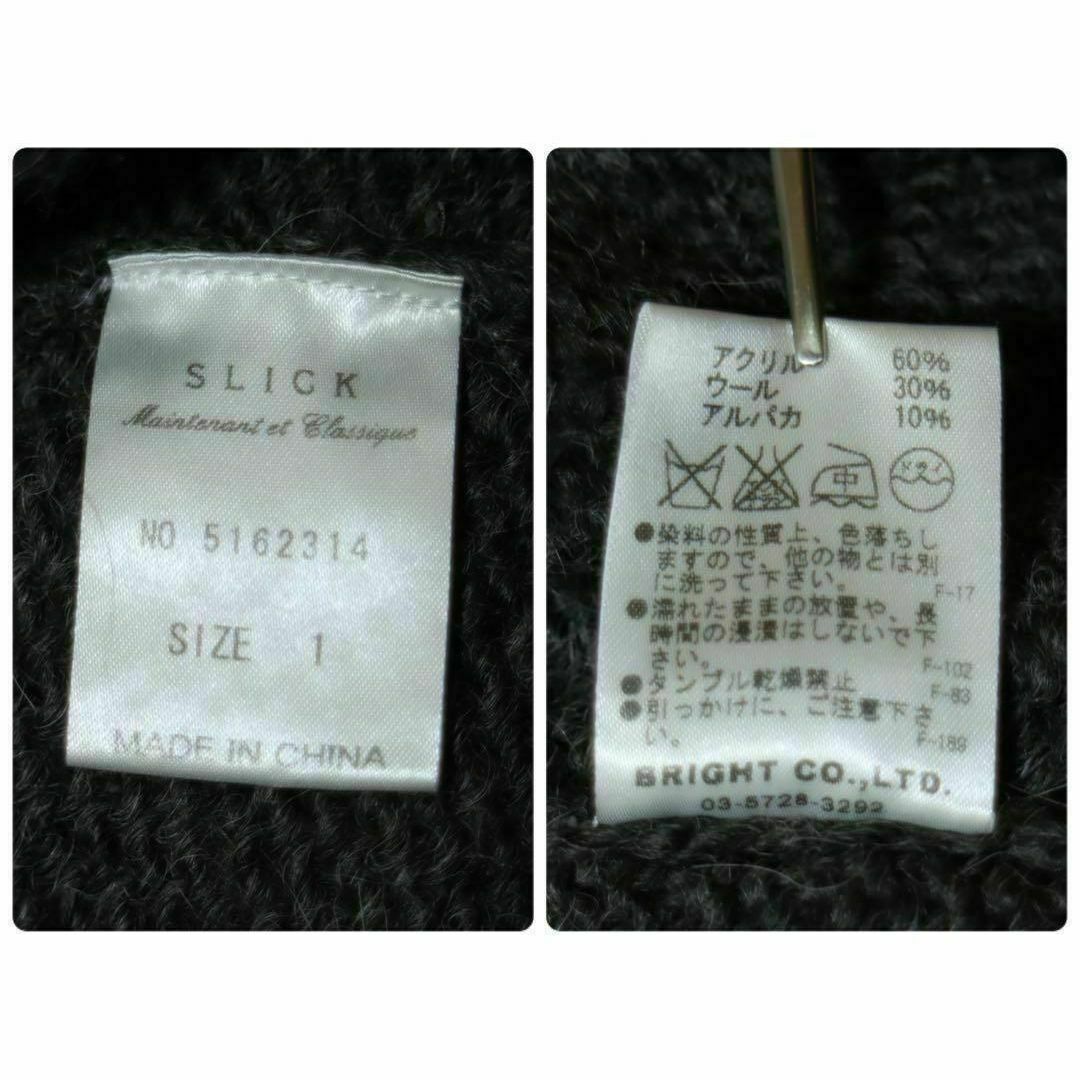 SLICK
Maintenant et Classique
NO 5162314
SIZE 1
MADE IN CHINA
アクリル 60%
ウール 30%
アルパカ 10%
中 ドライ
●染料の性質上、色落ちし
ますので、他の物とは別
に洗って下さい。
F-17
●濡れたままの放置や、長
時間の浸漬はしないで下
さい。
F-102
●タンブル乾燥禁止
F-83
●引っかけに、ご注意下さ
い。
F-189
BRIGHT CO.,LTD.
03-5728-3292